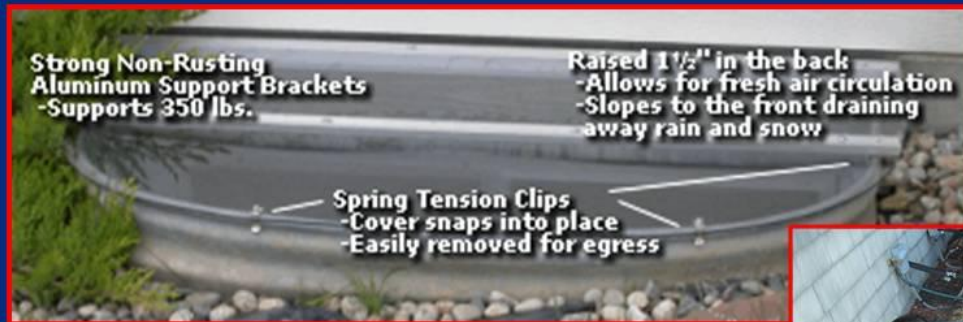 Strong Non-Rusting
Aluminum Support Brackets
-Supports 350 lbs.
Raised 1½" in the back
-Allows for fresh air circulation
-Slopes to the front draining
away rain and snow
Spring Tension Clips
-Cover snaps into place
-Easily removed for egress